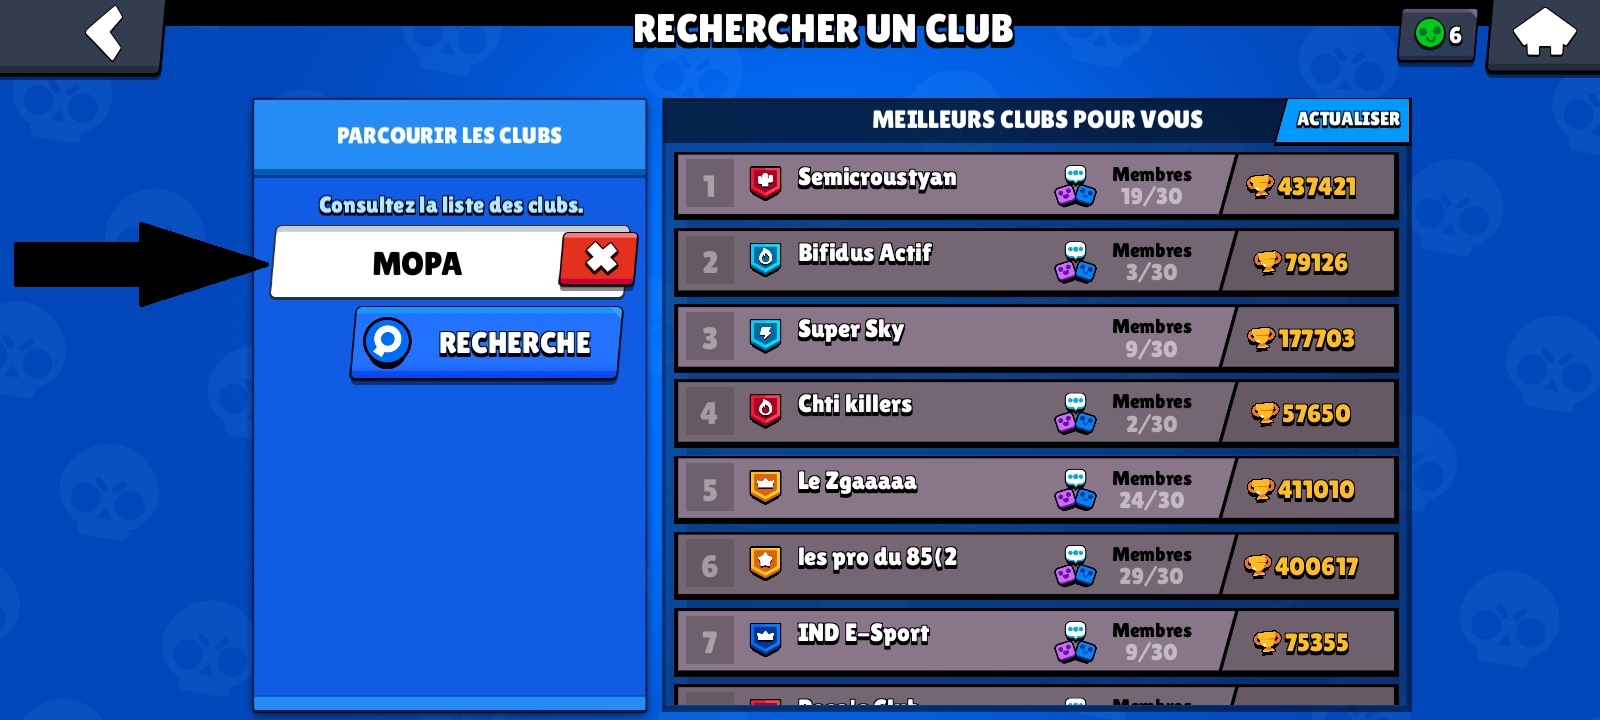 RECHERCHER UN CLUB
6
PARCOURIR LES CLUBS
Consultez la liste des clubs.
MOPA
RECHERCHE
MEILLEURS CLUBS POUR VOUS
ACTUALISER
1 Semicroustyan Membres 19/30 437421
2 Bifidus Actif Membres 3/30 79126
3 Super Sky Membres 9/30 177703
4 Chti killers Membres 2/30 57650
5 Le Zgaaaaa Membres 24/30 411010
6 les pro du 85(2 Membres 29/30 400617
7 IND E-Sport Membres 9/30 75355
Membres